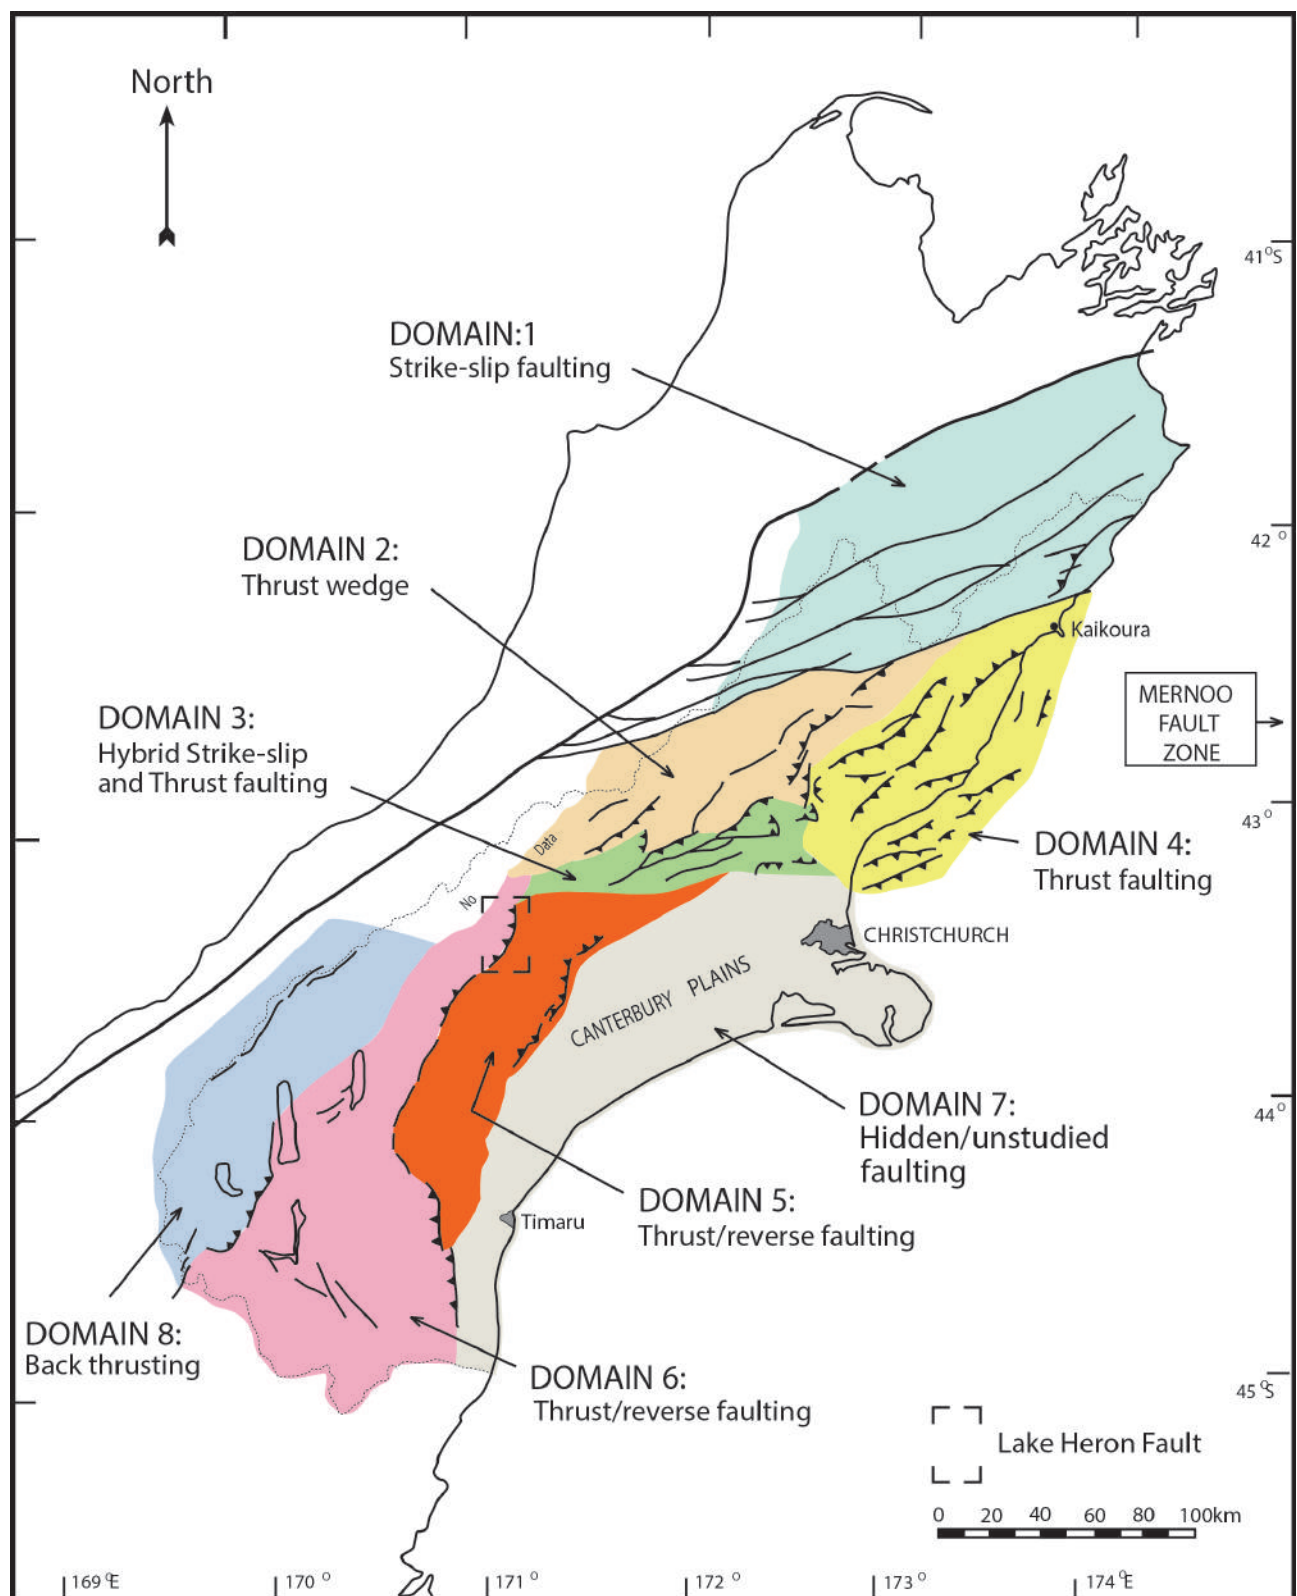 North
41°S
DOMAIN:1
Strike-slip faulting
42 °
DOMAIN 2:
Thrust wedge
Kaikoura
MERNOO
FAULT
ZONE
DOMAIN 3:
Hybrid Strike-slip
and Thrust faulting
43 °
Data
No
DOMAIN 4:
Thrust faulting
CHRISTCHURCH
CANTERBURY PLAINS
44 °
DOMAIN 7:
Hidden/unstudied
faulting
DOMAIN 5:
Thrust/reverse faulting
Timaru
DOMAIN 8:
Back thrusting
DOMAIN 6:
Thrust/reverse faulting
45 °S
Lake Heron Fault
0 20 40 60 80 100km
169 °E 170 ° 171 ° 172 ° 173 ° 174 °E